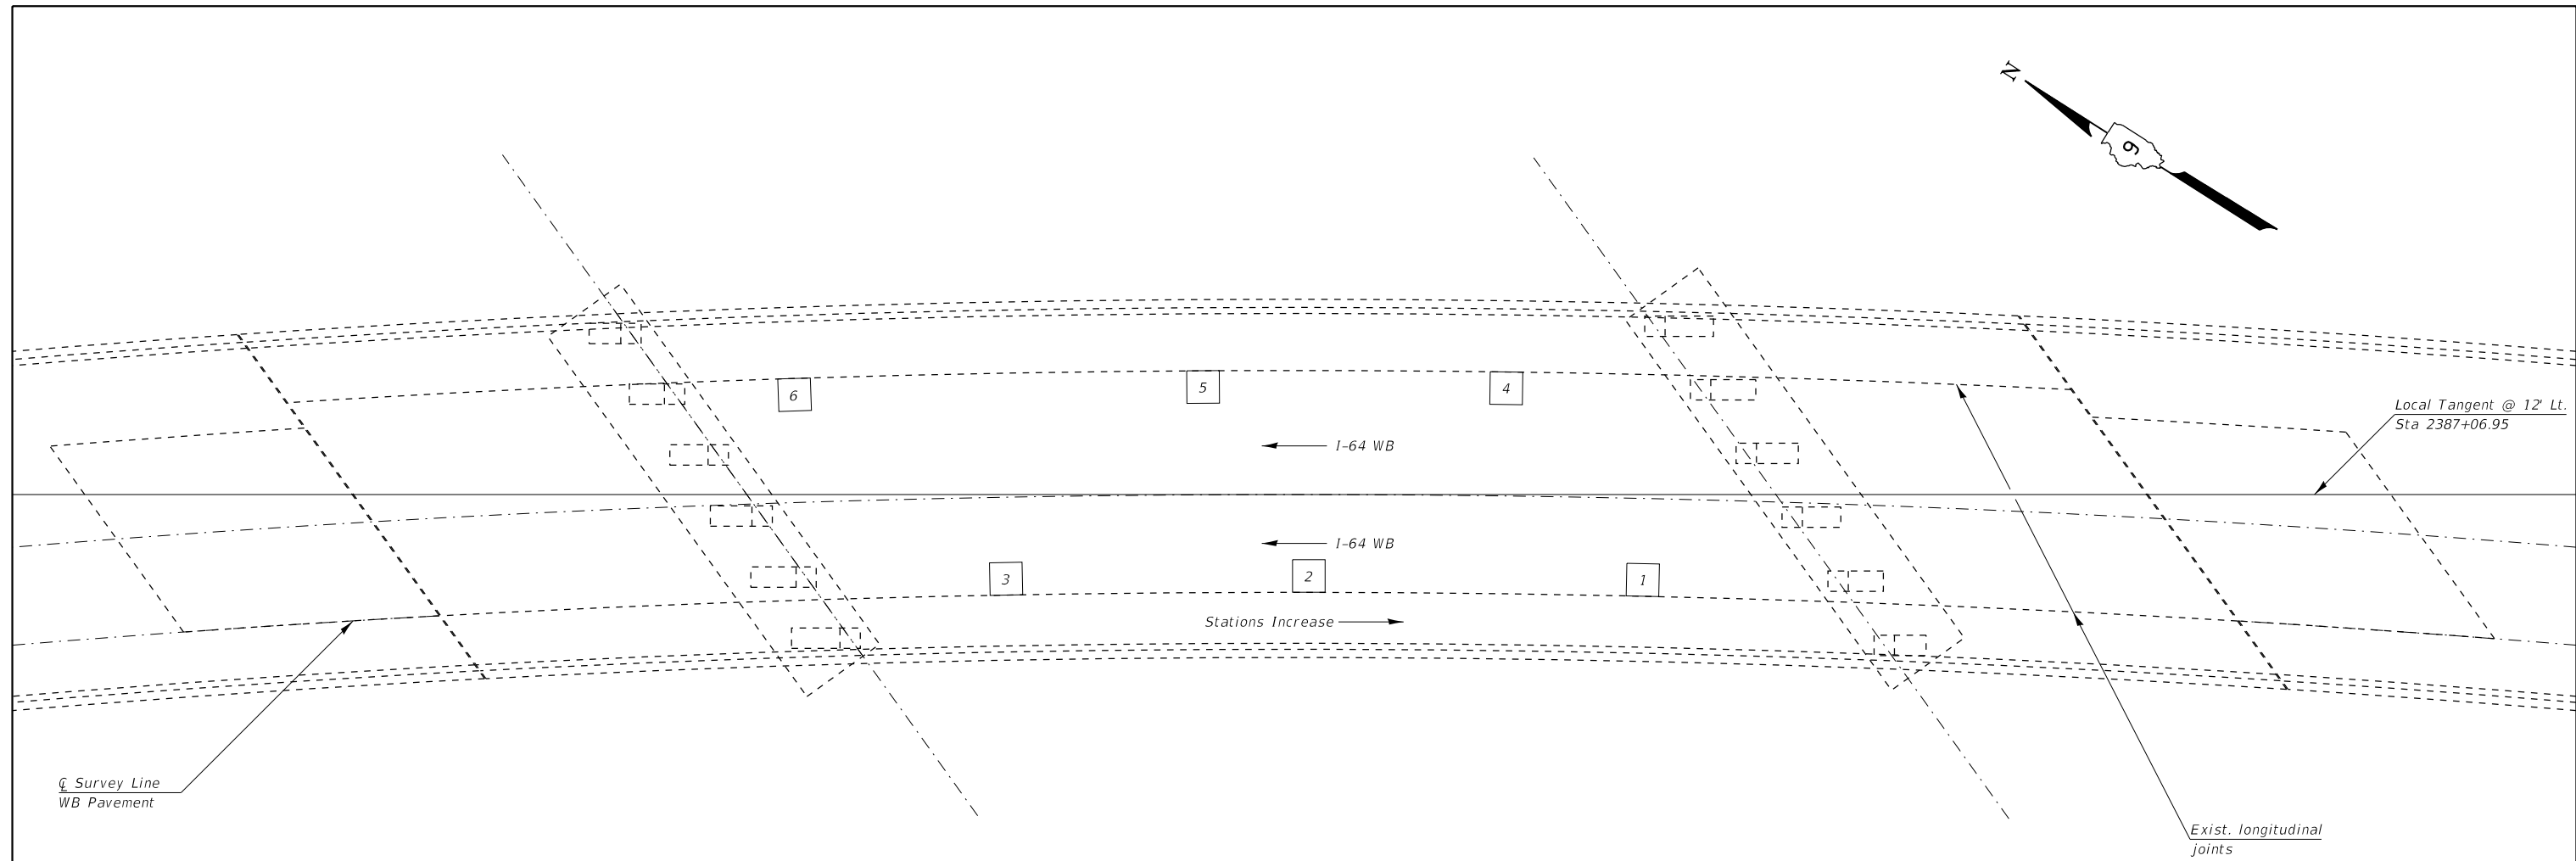 N
6
6
5
4
I-64 WB
Local Tangent @ 12' Lt.
Sta 2387+06.95
I-64 WB
3
2
1
Stations Increase
℄ Survey Line
WB Pavement
Exist. longitudinal
joints